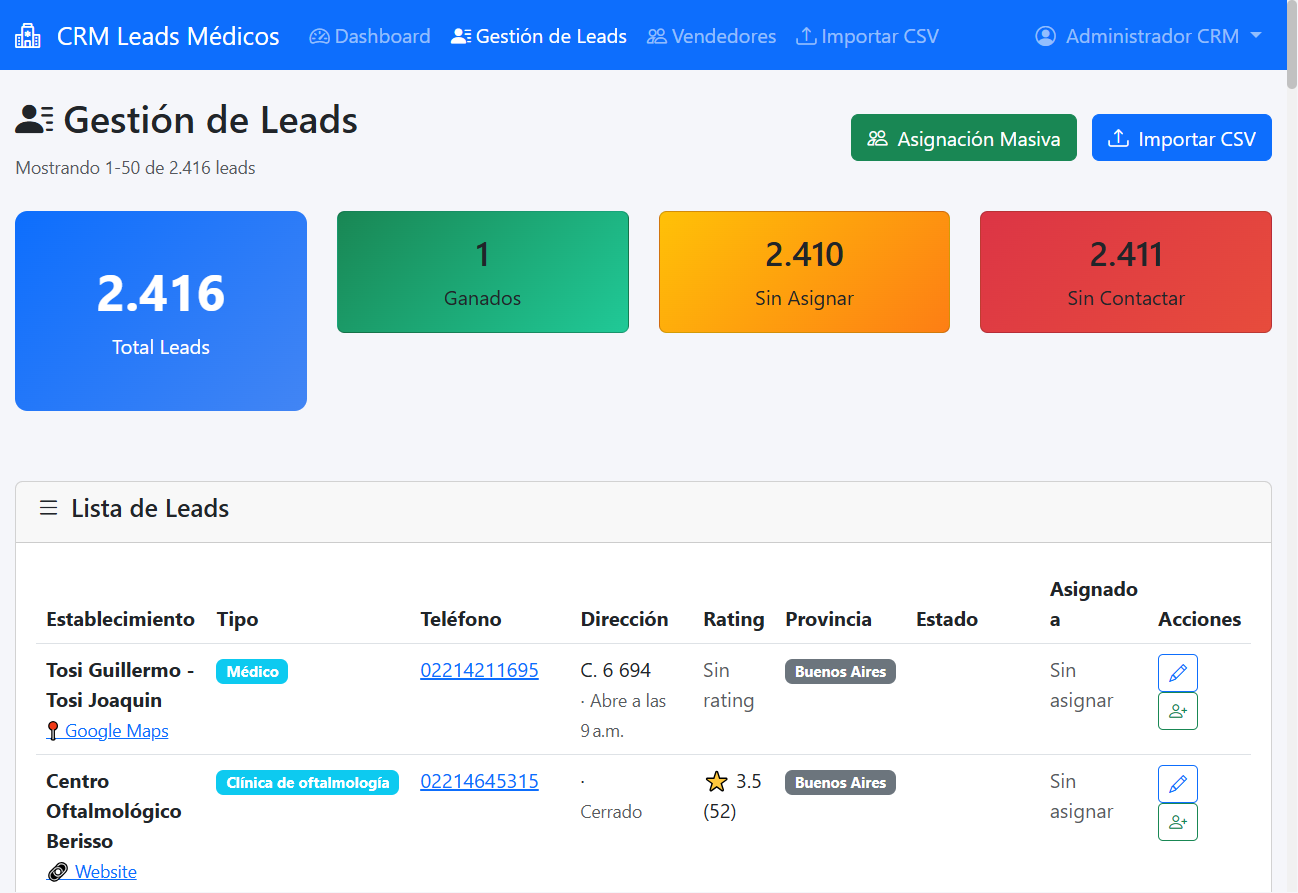 CRM Leads Médicos Dashboard Gestión de Leads Vendedores Importar CSV Administrador CRM
Gestión de Leads
Mostrando 1-50 de 2.416 leads
Asignación Masiva Importar CSV
2.416
Total Leads
1
Ganados
2.410
Sin Asignar
2.411
Sin Contactar
Lista de Leads
Establecimiento Tipo Teléfono Dirección Rating Provincia Estado Asignado a Acciones
Tosi Guillermo -
Tosi Joaquin
Google Maps
Médico
02214211695
C. 6 694
· Abre a las
9 a.m.
Sin
rating
Buenos Aires
Sin
asignar
Centro
Oftalmológico
Berisso
Website
Clínica de oftalmología
02214645315
·
Cerrado
3.5
(52)
Buenos Aires
Sin
asignar